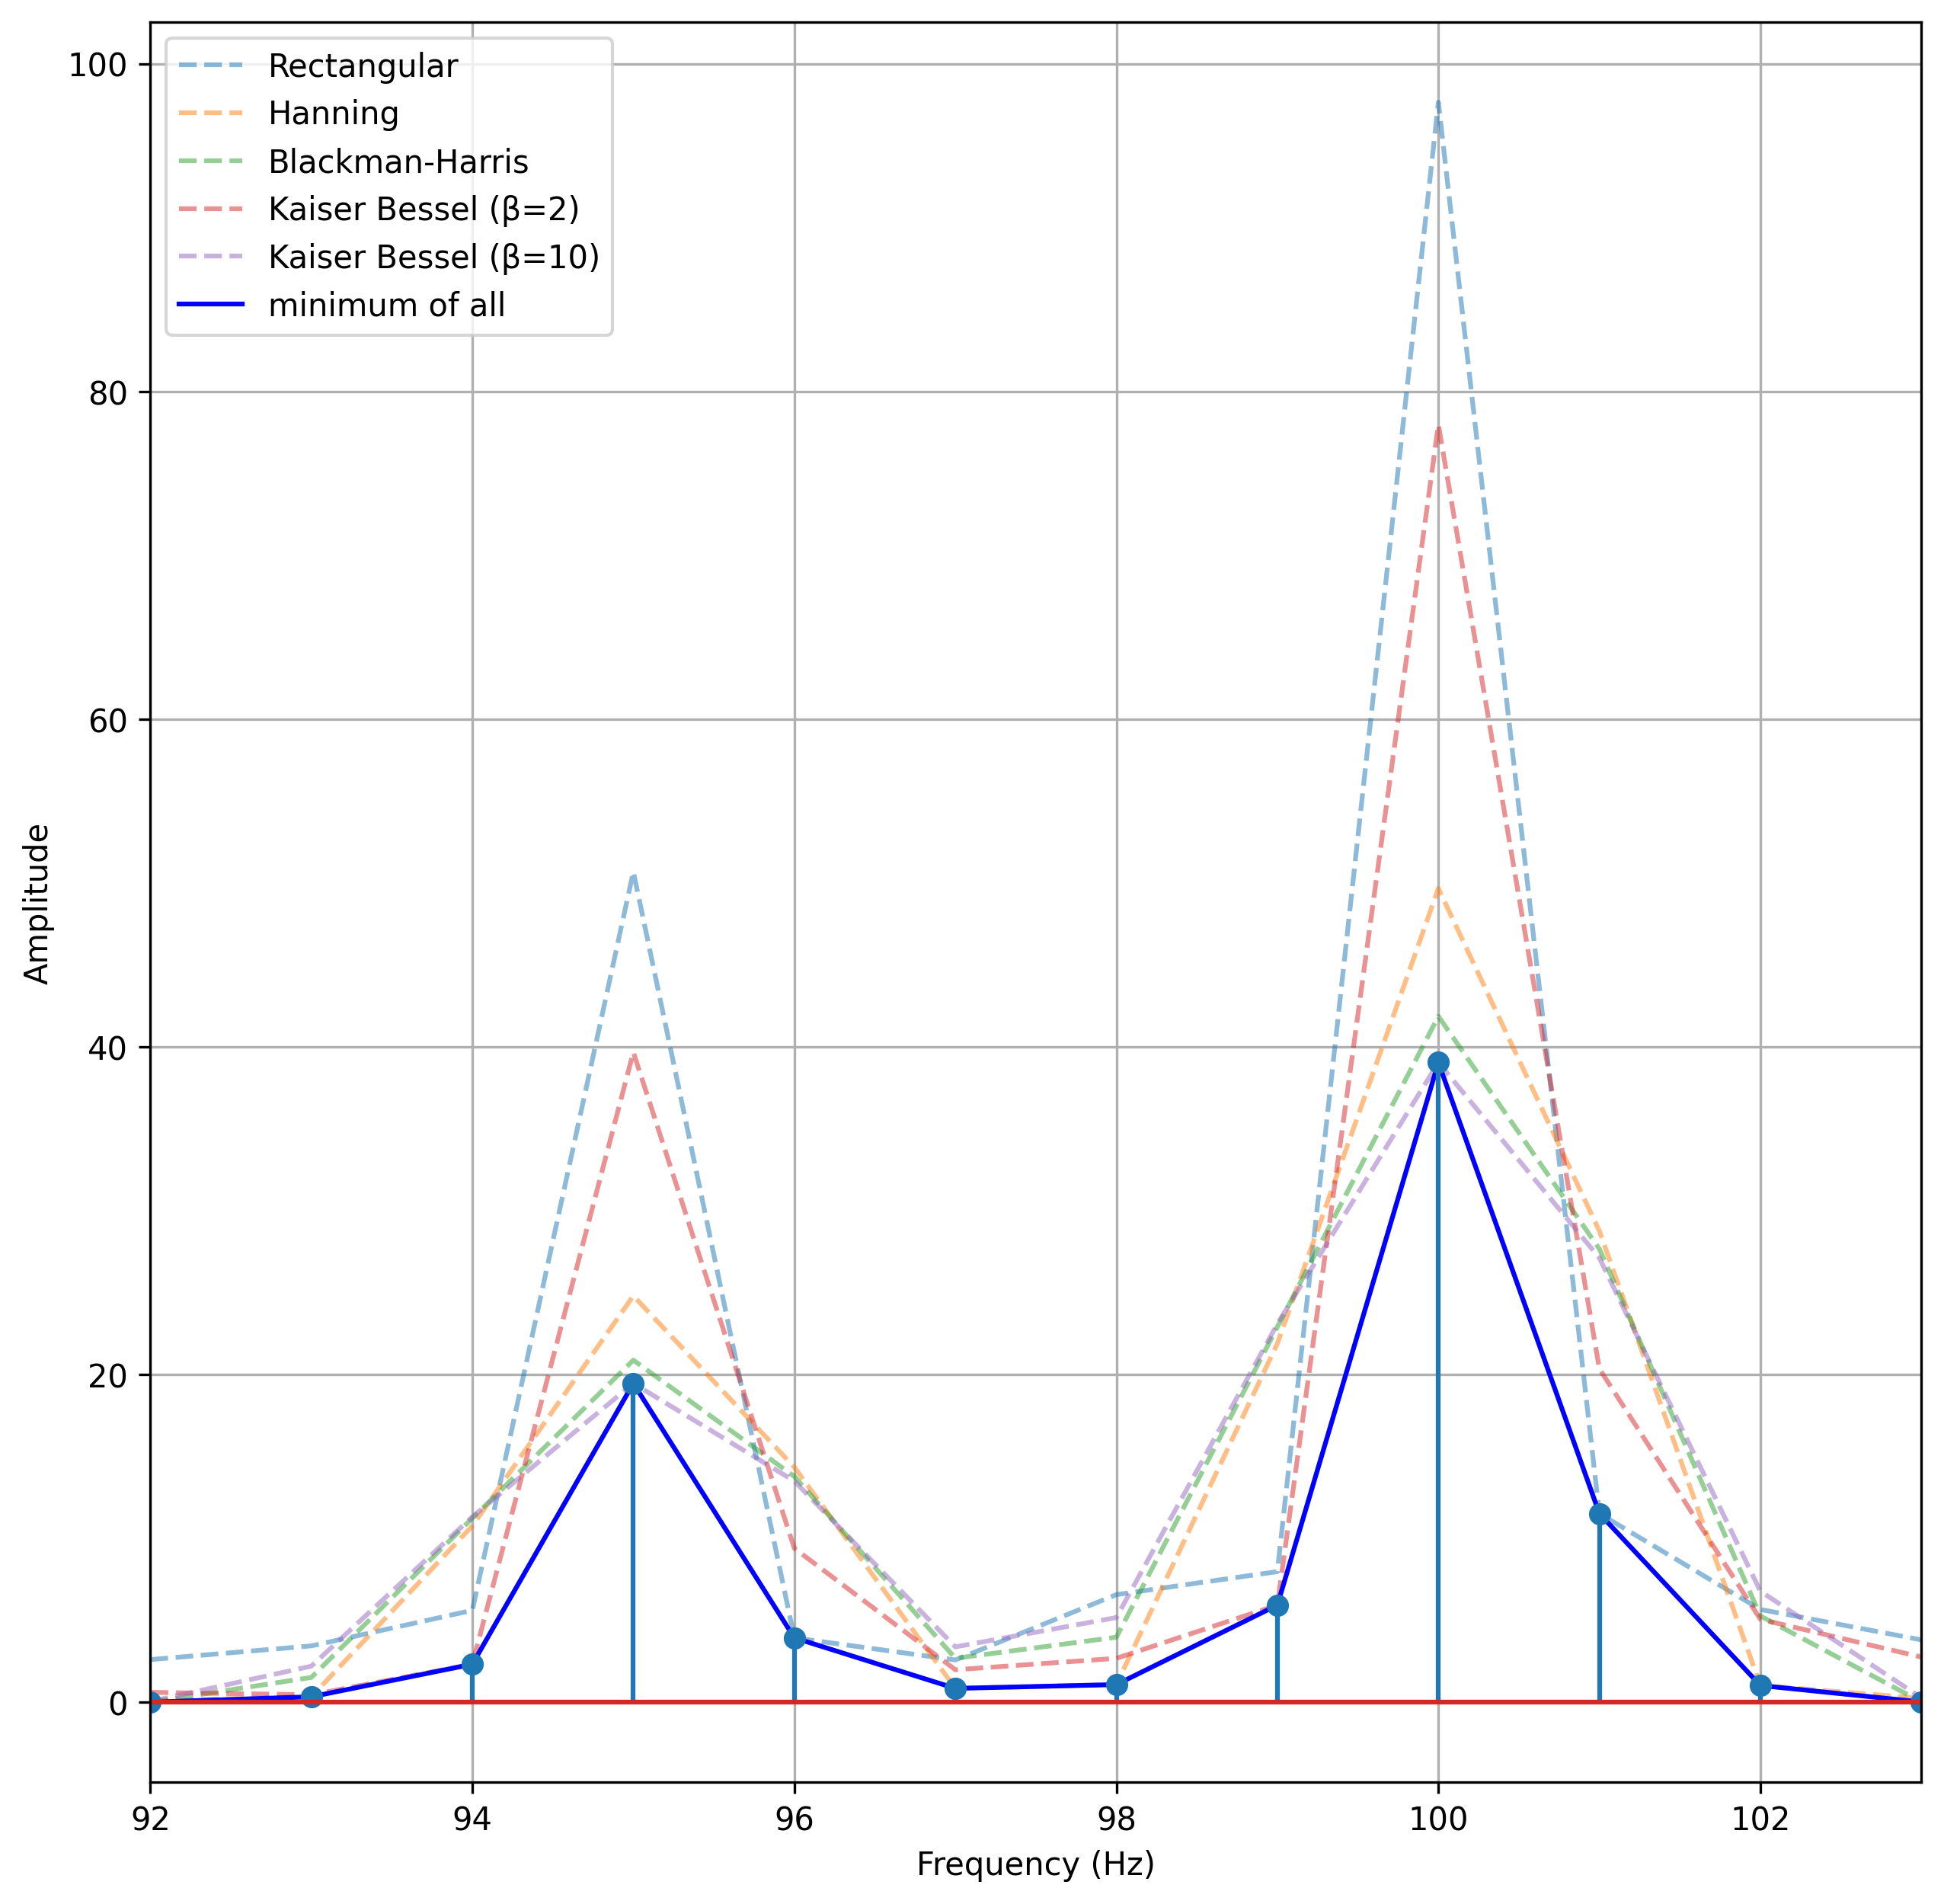 Rectangular
Hanning
Blackman-Harris
Kaiser Bessel (β=2)
Kaiser Bessel (β=10)
minimum of all
100
80
60
40
20
0
Amplitude
92 94 96 98 100 102
Frequency (Hz)